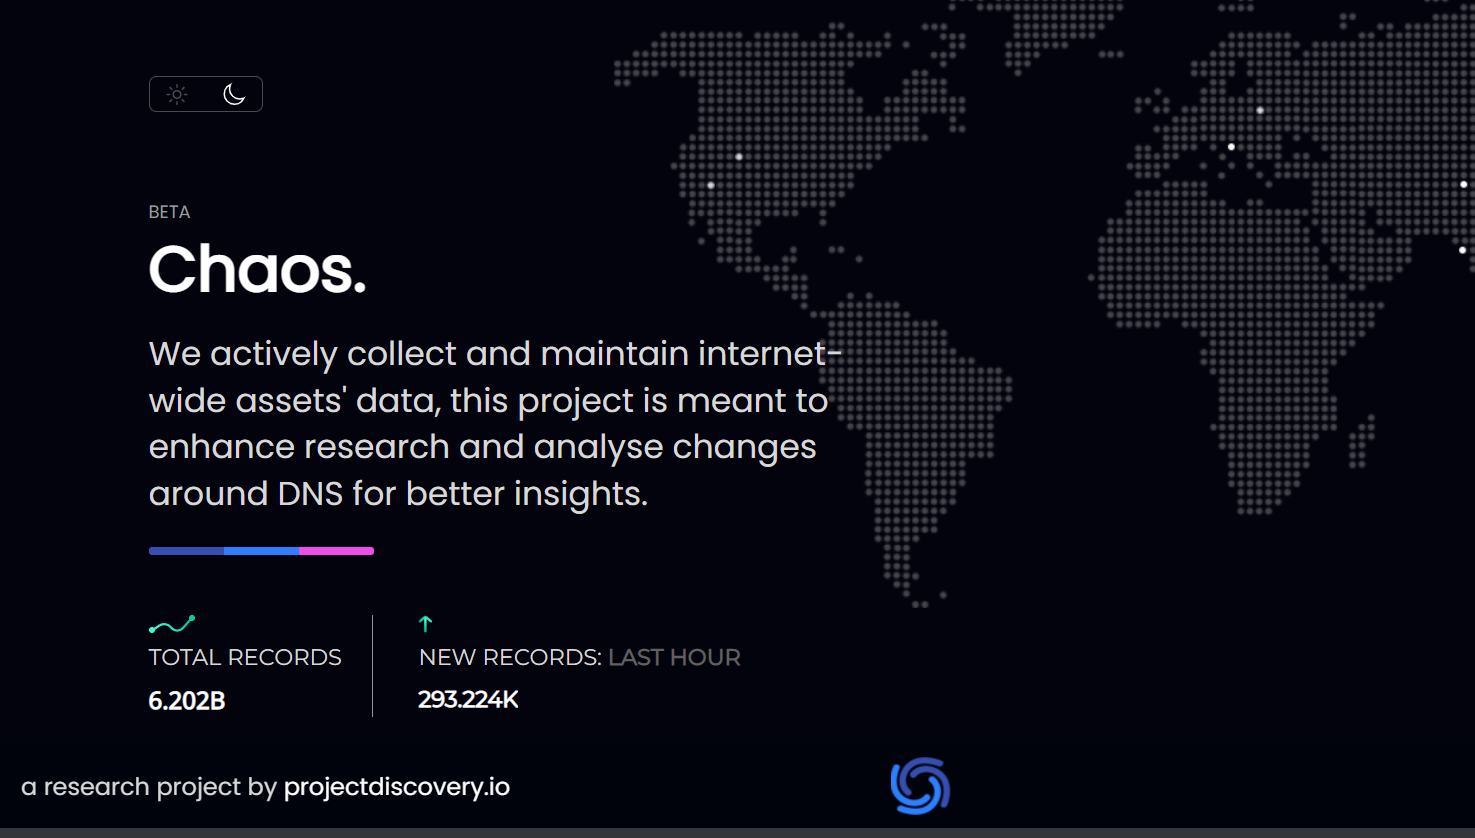 BETA
Chaos.
We actively collect and maintain internet-
wide assets' data, this project is meant to
enhance research and analyse changes
around DNS for better insights.
TOTAL RECORDS
6.202B
NEW RECORDS: LAST HOUR
293.224K
a research project by projectdiscovery.io